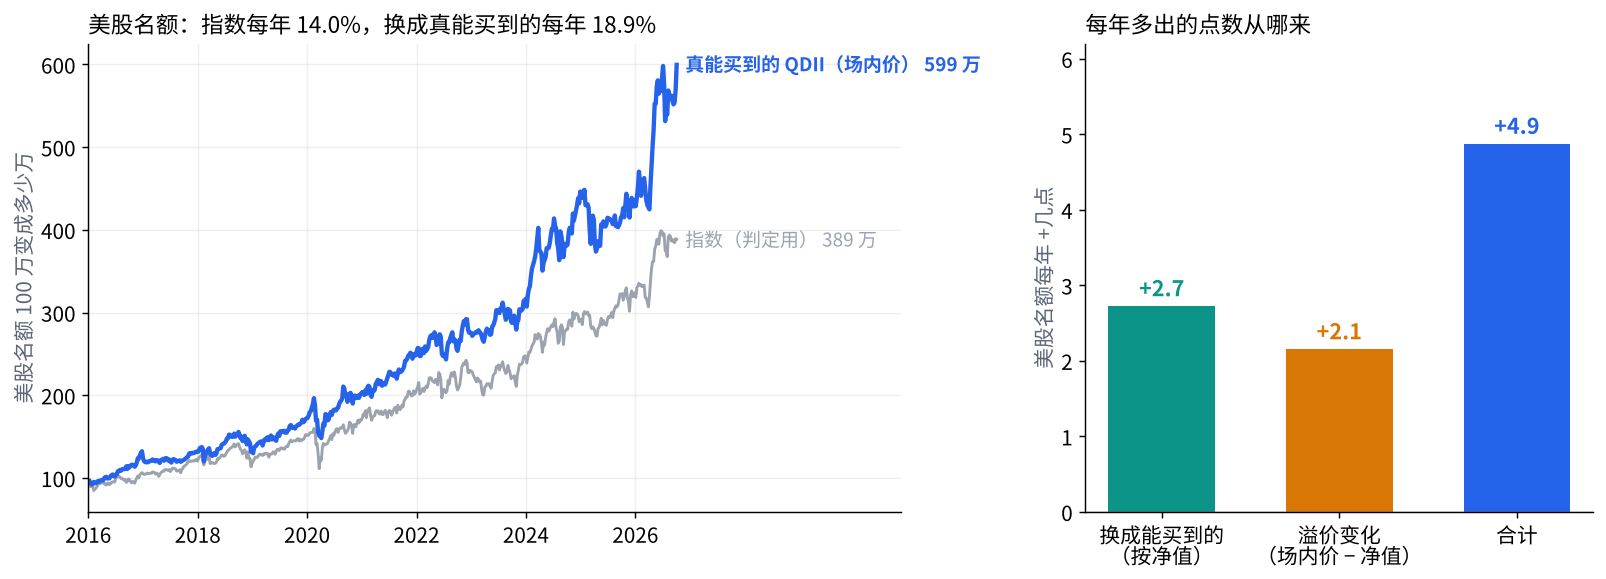 美股名额：指数每年 14.0%，换成真能买到的每年 18.9%
美股名额 100 万变成多少万
600
500
400
300
200
100
2016
2018
2020
2022
2024
2026
真能买到的 QDII（场内价） 599 万
指数（判定用） 389 万
每年多出的点数从哪来
美股名额每年 +几点
6
5
4
3
2
1
0
+2.7
+2.1
+4.9
换成能买到的
（按净值）
溢价变化
（场内价 − 净值）
合计